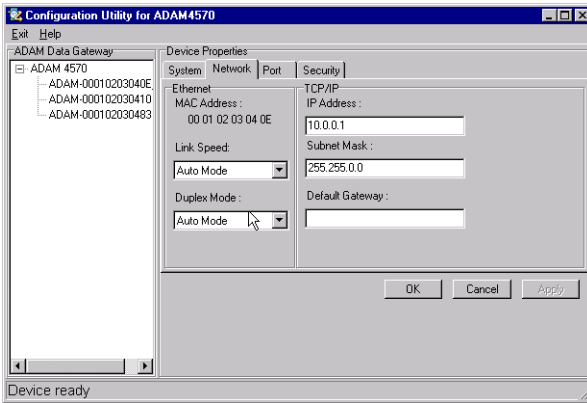 Configuration Utility for ADAM4570
Exit Help
ADAM Data Gateway
ADAM 4570
ADAM-00010203040E
ADAM-000102030410
ADAM-000102030483
Device Properties
System Network Port Security
Ethernet
MAC Address :
00 01 02 03 04 0E
Link Speed:
Auto Mode
Duplex Mode :
Auto Mode
TCP/IP
IP Address :
10.0.0.1
Subnet Mask :
255.255.0.0
Default Gateway :
OK Cancel Apply
Device ready